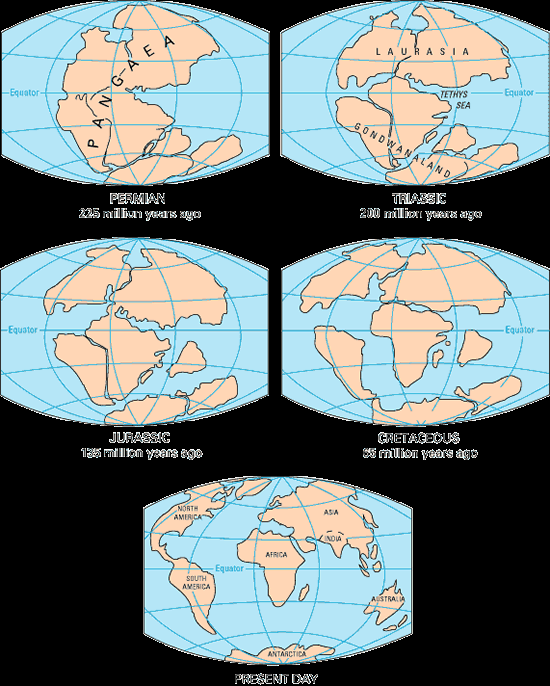 PANGAEA
Equator
PERMIAN
225 million years ago
LAURASIA
TETHYS
SEA
Equator
GONDWANALAND
TRIASSIC
200 million years ago
Equator
JURASSIC
135 million years ago
Equator
CRETACEOUS
65 million years ago
NORTH
AMERICA
ASIA
INDIA
AFRICA
Equator
SOUTH
AMERICA
AUSTRALIA
ANTARCTICA
PRESENT DAY